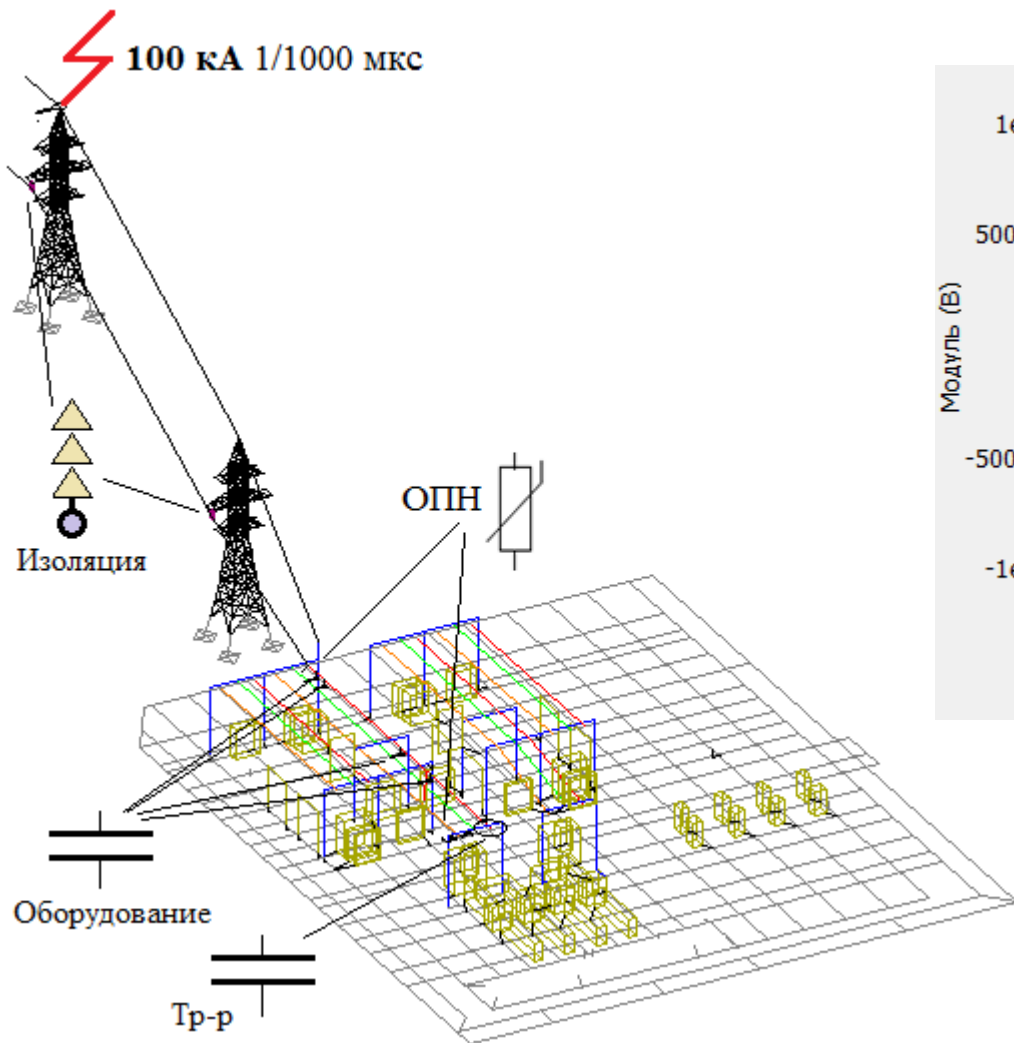 100 кА 1/1000 мкс
Модуль (В)
Изоляция
ОПН
Оборудование
Тр-р